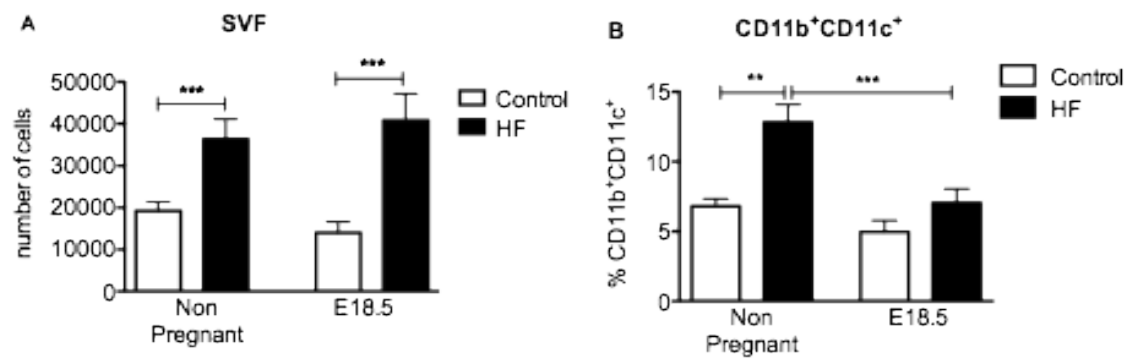 A
SVF
number of cells
50000
40000
30000
20000
10000
0
***
***
Control
HF
Non
Pregnant
E18.5
B
CD11b⁺CD11c⁺
% CD11b⁺CD11c⁺
15
10
5
0
**
***
Control
HF
Non
Pregnant
E18.5